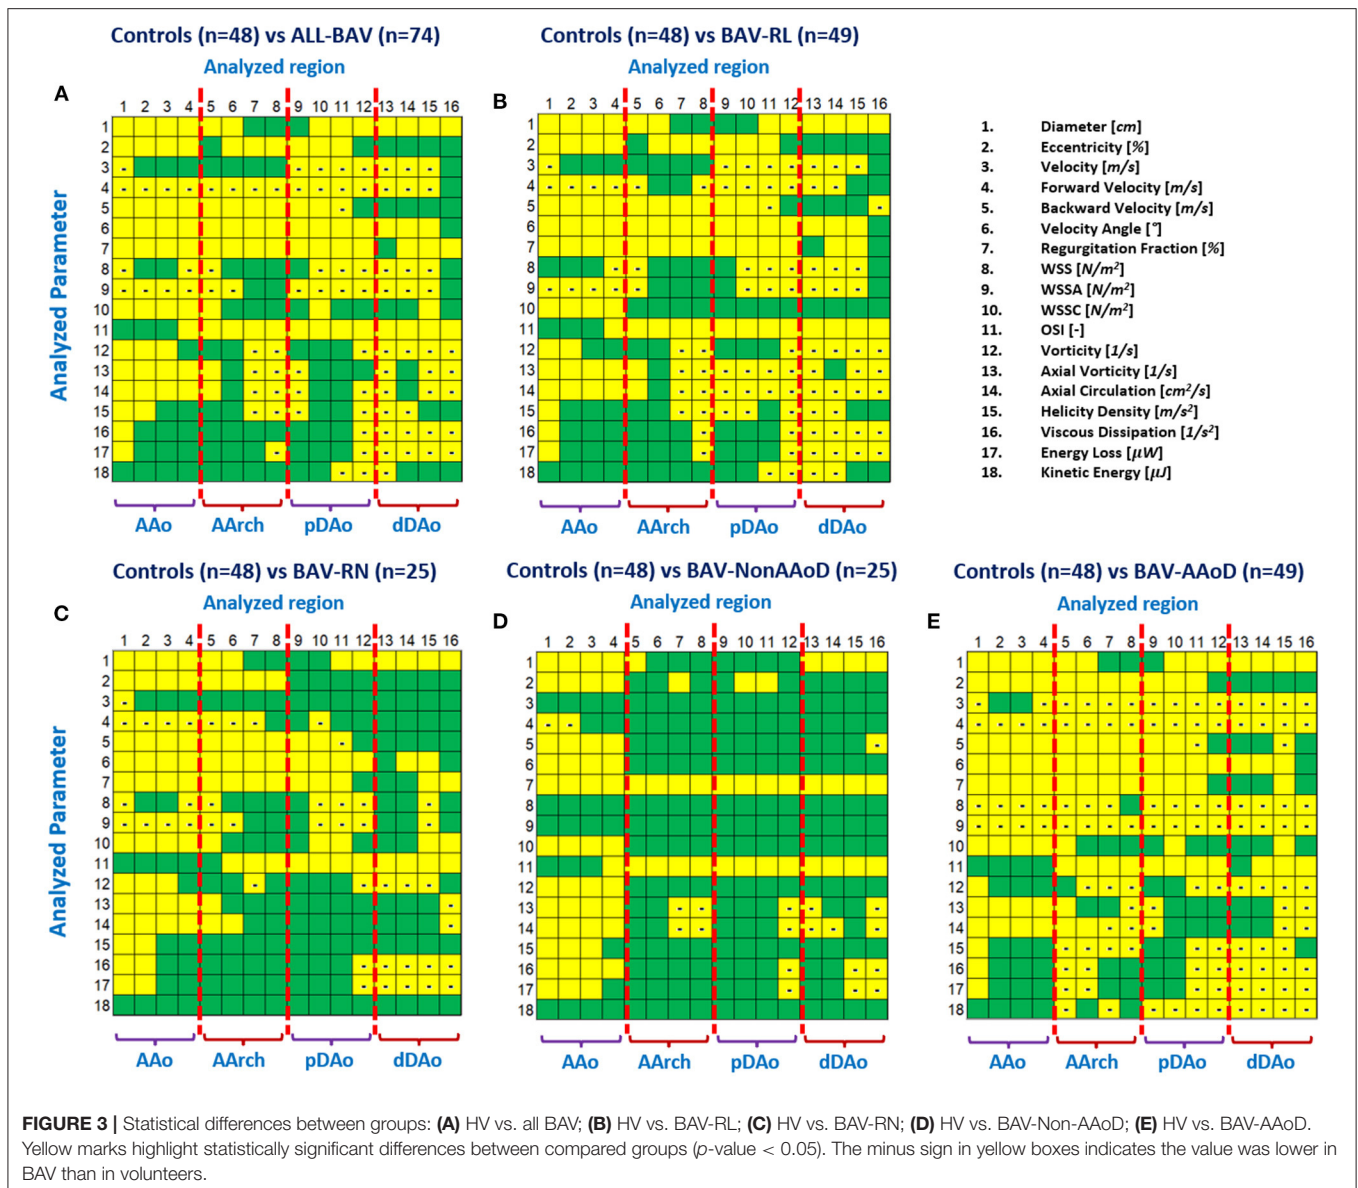 Controls (n=48) vs ALL-BAV (n=74)
Analyzed region
A
1 2 3 4 5 6 7 8 9 10 11 12 13 14 15 16
Analyzed Parameter
1
2
3
4
5
6
7
8
9
10
11
12
13
14
15
16
17
18
AAo AArch pDAo dDAo
Controls (n=48) vs BAV-RL (n=49)
Analyzed region
B
1 2 3 4 5 6 7 8 9 10 11 12 13 14 15 16
1
2
3
4
5
6
7
8
9
10
11
12
13
14
15
16
17
18
AAo AArch pDAo dDAo
1. Diameter [cm]
2. Eccentricity [%]
3. Velocity [m/s]
4. Forward Velocity [m/s]
5. Backward Velocity [m/s]
6. Velocity Angle [°]
7. Regurgitation Fraction [%]
8. WSS [N/m²]
9. WSSA [N/m²]
10. WSSC [N/m²]
11. OSI [-]
12. Vorticity [1/s]
13. Axial Vorticity [1/s]
14. Axial Circulation [cm²/s]
15. Helicity Density [m/s²]
16. Viscous Dissipation [1/s²]
17. Energy Loss [μW]
18. Kinetic Energy [μJ]
Controls (n=48) vs BAV-RN (n=25)
Analyzed region
C
1 2 3 4 5 6 7 8 9 10 11 12 13 14 15 16
Analyzed Parameter
1
2
3
4
5
6
7
8
9
10
11
12
13
14
15
16
17
18
AAo AArch pDAo dDAo
Controls (n=48) vs BAV-NonAAoD (n=25)
Analyzed region
D
1 2 3 4 5 6 7 8 9 10 11 12 13 14 15 16
1
2
3
4
5
6
7
8
9
10
11
12
13
14
15
16
17
18
AAo AArch pDAo dDAo
Controls (n=48) vs BAV-AAoD (n=49)
Analyzed region
E
1 2 3 4 5 6 7 8 9 10 11 12 13 14 15 16
1
2
3
4
5
6
7
8
9
10
11
12
13
14
15
16
17
18
AAo AArch pDAo dDAo
FIGURE 3 | Statistical differences between groups: (A) HV vs. all BAV; (B) HV vs. BAV-RL; (C) HV vs. BAV-RN; (D) HV vs. BAV-Non-AAoD; (E) HV vs. BAV-AAoD.
Yellow marks highlight statistically significant differences between compared groups (p-value < 0.05). The minus sign in yellow boxes indicates the value was lower in
BAV than in volunteers.